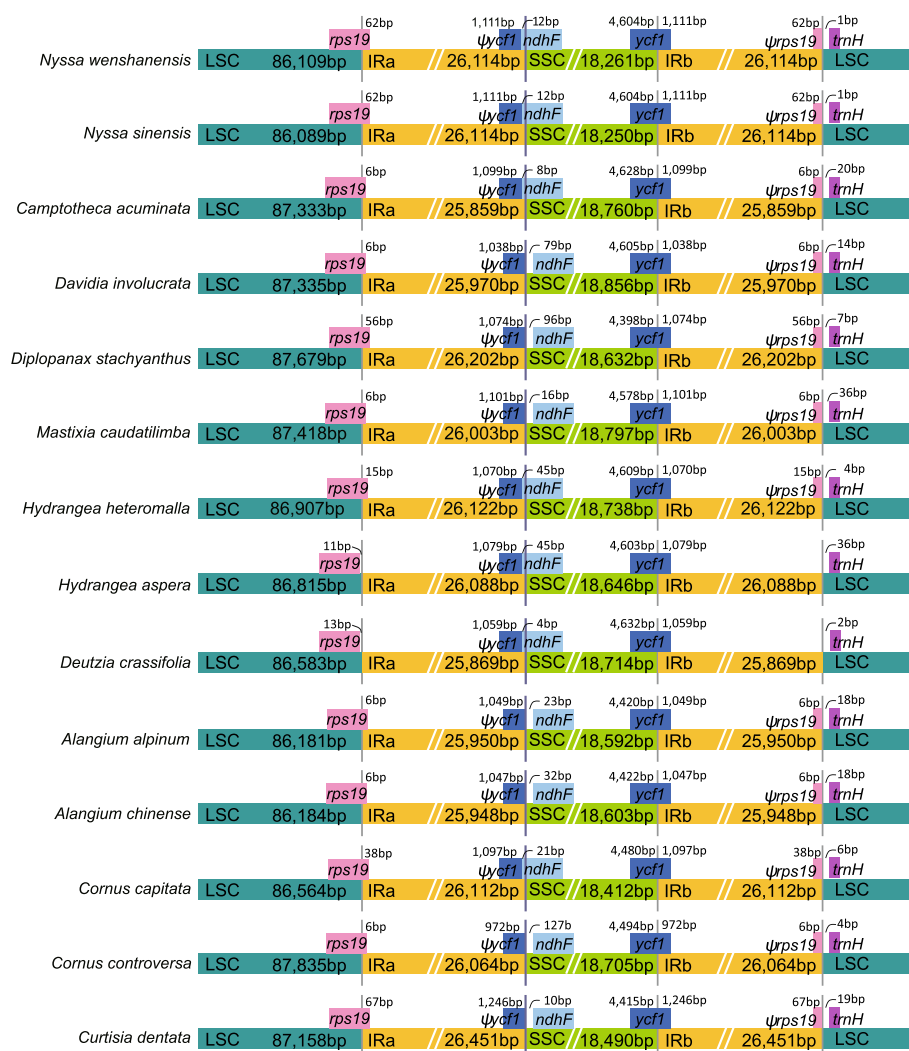 62bp 1,111bp 12bp 4,604bp 1,111bp 62bp 1bp
rps19 ψycf1 ndhF ycf1 ψrps19 trnH
Nyssa wenshanensis LSC 86,109bp IRa 26,114bp SSC 18,261bp IRb 26,114bp LSC
62bp 1,111bp 12bp 4,604bp 1,111bp 62bp 1bp
rps19 ψycf1 ndhF ycf1 ψrps19 trnH
Nyssa sinensis LSC 86,089bp IRa 26,114bp SSC 18,250bp IRb 26,114bp LSC
6bp 1,099bp 8bp 4,628bp 1,099bp 6bp 20bp
rps19 ψycf1 ndhF ycf1 ψrps19 trnH
Camptotheca acuminata LSC 87,333bp IRa 25,859bp SSC 18,760bp IRb 25,859bp LSC
6bp 1,038bp 79bp 4,605bp 1,038bp 6bp 14bp
rps19 ψycf1 ndhF ycf1 ψrps19 trnH
Davidia involucrata LSC 87,335bp IRa 25,970bp SSC 18,856bp IRb 25,970bp LSC
56bp 1,074bp 96bp 4,398bp 1,074bp 56bp 7bp
rps19 ψycf1 ndhF ycf1 ψrps19 trnH
Diplopanax stachyanthus LSC 87,679bp IRa 26,202bp SSC 18,632bp IRb 26,202bp LSC
6bp 1,101bp 16bp 4,578bp 1,101bp 6bp 36bp
rps19 ψycf1 ndhF ycf1 ψrps19 trnH
Mastixia caudatilimba LSC 87,418bp IRa 26,003bp SSC 18,797bp IRb 26,003bp LSC
15bp 1,070bp 45bp 4,609bp 1,070bp 15bp 4bp
rps19 ψycf1 ndhF ycf1 ψrps19 trnH
Hydrangea heteromalla LSC 86,907bp IRa 26,122bp SSC 18,738bp IRb 26,122bp LSC
11bp 1,079bp 45bp 4,603bp 1,079bp 36bp
rps19 ψycf1 ndhF ycf1 trnH
Hydrangea aspera LSC 86,815bp IRa 26,088bp SSC 18,646bp IRb 26,088bp LSC
13bp 1,059bp 4bp 4,632bp 1,059bp 2bp
rps19 ψycf1 ndhF ycf1 trnH
Deutzia crassifolia LSC 86,583bp IRa 25,869bp SSC 18,714bp IRb 25,869bp LSC
6bp 1,049bp 23bp 4,420bp 1,049bp 6bp 18bp
rps19 ψycf1 ndhF ycf1 ψrps19 trnH
Alangium alpinum LSC 86,181bp IRa 25,950bp SSC 18,592bp IRb 25,950bp LSC
6bp 1,047bp 32bp 4,422bp 1,047bp 6bp 18bp
rps19 ψycf1 ndhF ycf1 ψrps19 trnH
Alangium chinense LSC 86,184bp IRa 25,948bp SSC 18,603bp IRb 25,948bp LSC
38bp 1,097bp 21bp 4,480bp 1,097bp 38bp 6bp
rps19 ψycf1 ndhF ycf1 ψrps19 trnH
Cornus capitata LSC 86,564bp IRa 26,112bp SSC 18,412bp IRb 26,112bp LSC
6bp 972bp 127b 4,494bp 972bp 6bp 4bp
rps19 ψycf1 ndhF ycf1 ψrps19 trnH
Cornus controversa LSC 87,835bp IRa 26,064bp SSC 18,705bp IRb 26,064bp LSC
67bp 1,246bp 10bp 4,415bp 1,246bp 67bp 19bp
rps19 ψycf1 ndhF ycf1 ψrps19 trnH
Curtisia dentata LSC 87,158bp IRa 26,451bp SSC 18,490bp IRb 26,451bp LSC